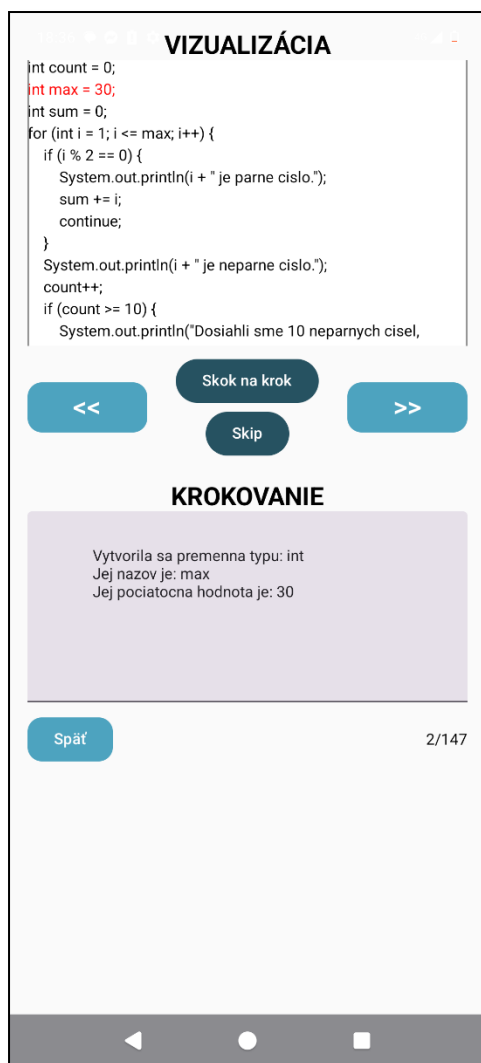 VIZUALIZÁCIA
int count = 0;
int max = 30;
int sum = 0;
for (int i = 1; i <= max; i++) {
if (i % 2 == 0) {
System.out.println(i + " je parne cislo.");
sum += i;
continue;
}
System.out.println(i + " je neparne cislo.");
count++;
if (count >= 10) {
System.out.println("Dosiahli sme 10 neparnych cisel,
<<
Skok na krok
Skip
>>
KROKOVANIE
Vytvorila sa premenna typu: int
Jej nazov je: max
Jej pociatocna hodnota je: 30
Späť
2/147